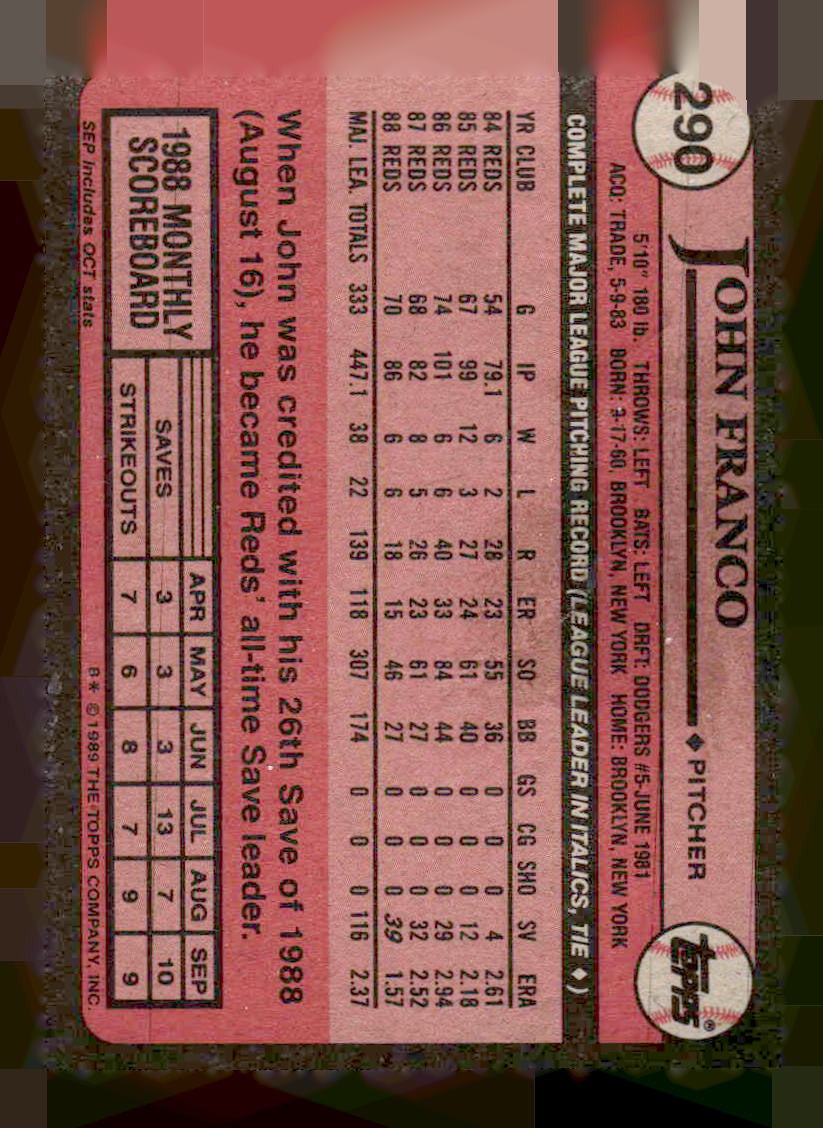 290
JOHN FRANCO
◆ PITCHER
TOPPS®
5'10" 180 lb. THROWS: LEFT BATS: LEFT DRFT: DODGERS #5-JUNE 1981
ACQ: TRADE, 5-9-83 BORN: 9-17-60, BROOKLYN, NEW YORK HOME: BROOKLYN, NEW YORK
COMPLETE MAJOR LEAGUE PITCHING RECORD (LEAGUE LEADER IN ITALICS, TIE ◆)
YR CLUB G IP W L R ER SO BB GS CG SHO SV ERA
84 REDS 54 79.1 6 2 28 23 55 36 0 0 0 4 2.61
85 REDS 67 99 12 3 27 24 61 40 0 0 0 12 2.18
86 REDS 74 101 6 6 40 33 84 44 0 0 0 29 2.94
87 REDS 68 82 8 5 26 23 61 27 0 0 0 32 2.52
88 REDS 70 86 6 6 18 15 46 27 0 0 0 39 1.57
MAJ. LEA. TOTALS 333 447.1 38 22 139 118 307 174 0 0 0 116 2.37
When John was credited with his 26th Save of 1988
(August 16), he became Reds' all-time Save leader.
1988 MONTHLY
SCOREBOARD
APR MAY JUN JUL AUG SEP
SAVES 3 3 3 13 7 10
STRIKEOUTS 7 6 8 7 9 9
SEP includes OCT stats
B* © 1989 THE TOPPS COMPANY, INC.